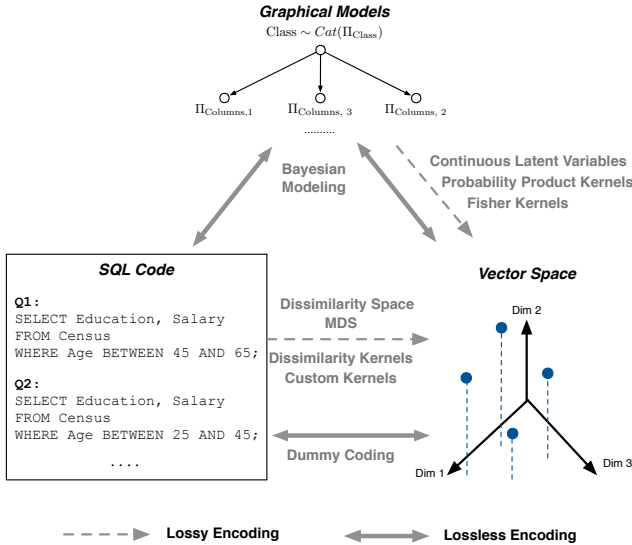 Graphical Models
Class ∼ Cat(Π_Class)
Π_Columns,1
Π_Columns, 3
Π_Columns, 2
..........
Bayesian
Modeling
Continuous Latent Variables
Probability Product Kernels
Fisher Kernels
SQL Code
Q1:
SELECT Education, Salary
FROM Census
WHERE Age BETWEEN 45 AND 65;
Q2:
SELECT Education, Salary
FROM Census
WHERE Age BETWEEN 25 AND 45;
....
Dissimilarity Space
MDS
Dissimilarity Kernels
Custom Kernels
Dummy Coding
Vector Space
Dim 2
Dim 1
Dim 3
Lossy Encoding
Lossless Encoding